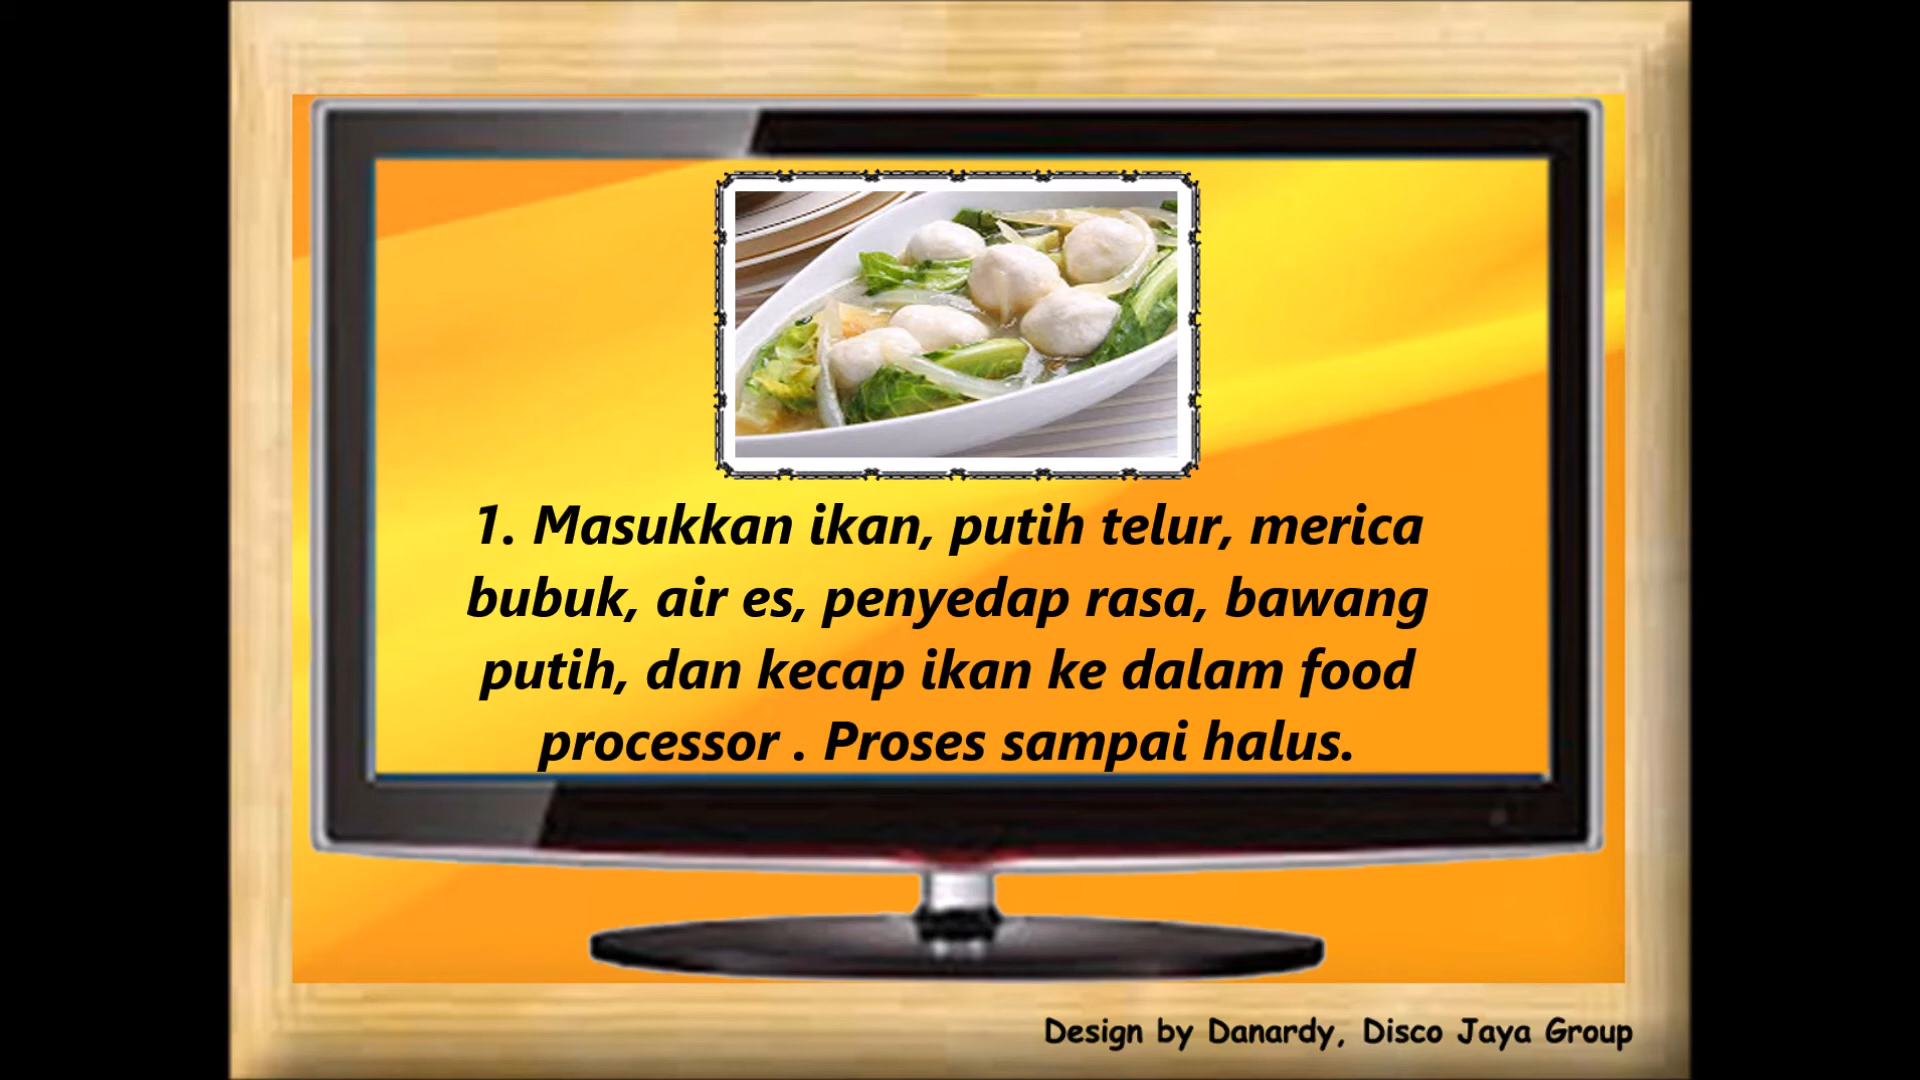 1. Masukkan ikan, putih telur, merica
bubuk, air es, penyedap rasa, bawang
putih, dan kecap ikan ke dalam food
processor . Proses sampai halus.
Design by Danardy, Disco Jaya Group